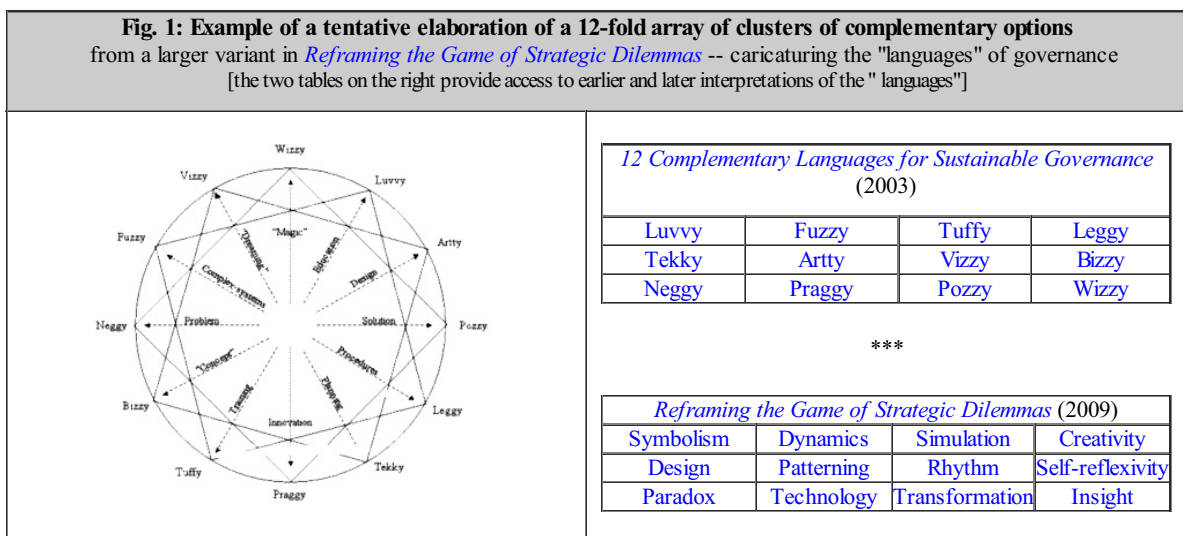 Fig. 1: Example of a tentative elaboration of a 12-fold array of clusters of complementary options
from a larger variant in Reframing the Game of Strategic Dilemmas -- caricaturing the "languages" of governance
[the two tables on the right provide access to earlier and later interpretations of the " languages"]
Wizzy
Vizzy
Luvvy
Fuzzy
Artty
"Magic"
"Dreaming"
Education
Complex systems
Design
Neggy
Problem
Solution
Pozzy
"Concept"
Procedures
Training
Planning
Bizzy
Leggy
Innovation
Tuffy
Tekky
Praggy
12 Complementary Languages for Sustainable Governance
(2003)
Luvvy Fuzzy Tuffy Leggy
Tekky Artty Vizzy Bizzy
Neggy Praggy Pozzy Wizzy
***
Reframing the Game of Strategic Dilemmas (2009)
Symbolism Dynamics Simulation Creativity
Design Patterning Rhythm Self-reflexivity
Paradox Technology Transformation Insight